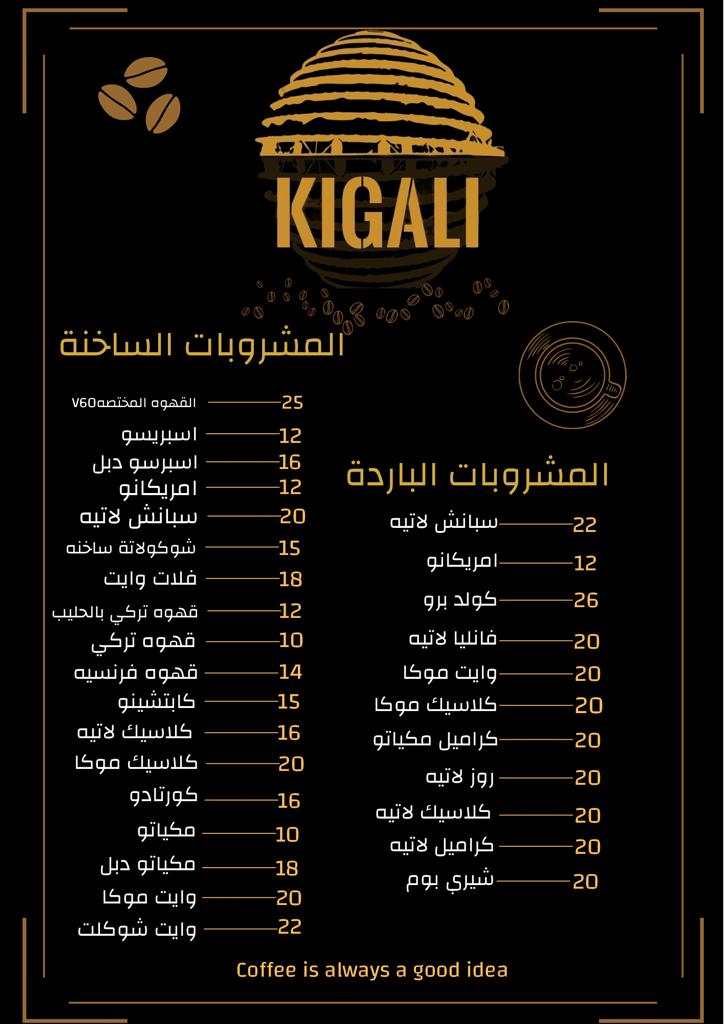 KIGALI
المشروبات الساخنة
القهوه المختصهV60 25
اسبريسو 12
اسبرسو دبل 16
امريكانو 12
سبانش لاتيه 20
شوكولاتة ساخنه 15
فلات وايت 18
قهوه تركي بالحليب 12
قهوه تركي 10
قهوه فرنسيه 14
كابتشينو 15
كلاسيك لاتيه 16
كلاسيك موكا 20
كورتادو 16
مكياتو 10
مكياتو دبل 18
وايت موكا 20
وايت شوكلت 22
المشروبات الباردة
سبانش لاتيه 22
امريكانو 12
كولد برو 26
فانليا لاتيه 20
وايت موكا 20
كلاسيك موكا 20
كراميل مكياتو 20
روز لاتيه 20
كلاسيك لاتيه 20
كراميل لاتيه 20
شيري بوم 20
Coffee is always a good idea